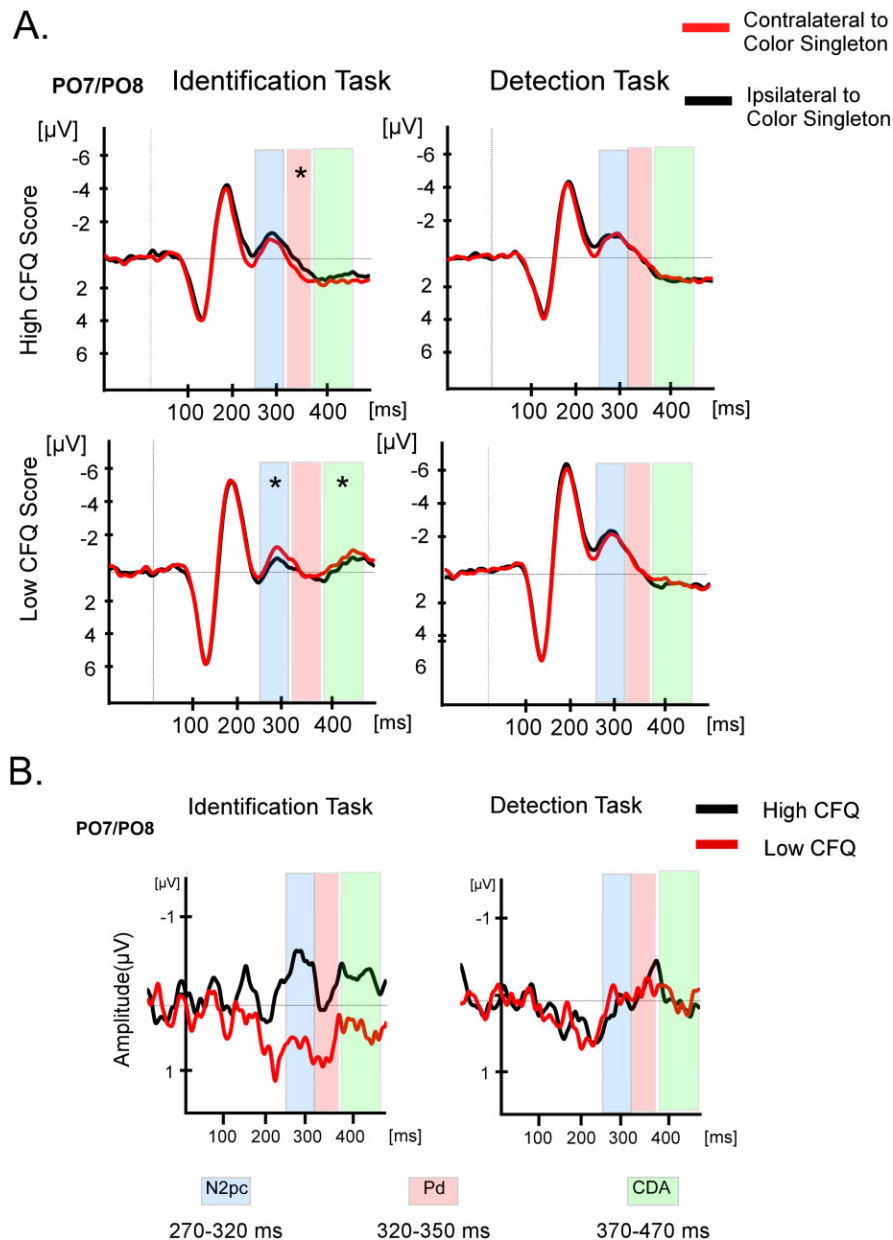 A.
Contralateral to
Color Singleton
Ipsilateral to
Color Singleton
PO7/PO8 Identification Task Detection Task
[µV] [µV]
High CFQ Score
-6 -6
-4 * -4
-2 -2
2 2
4 4
6 6
100 200 300 400 [ms] 100 200 300 400 [ms]
[µV] [µV]
Low CFQ Score
-6 * * -6
-4 -4
-2 -2
2 2
4 4
6 6
100 200 300 400 [ms] 100 200 300 400 [ms]
B.
PO7/PO8 Identification Task Detection Task
High CFQ
Low CFQ
[µV] [µV]
Amplitude(µV)
-1 -1
1 1
100 200 300 400 [ms] 100 200 300 400 [ms]
N2pc Pd CDA
270-320 ms 320-350 ms 370-470 ms